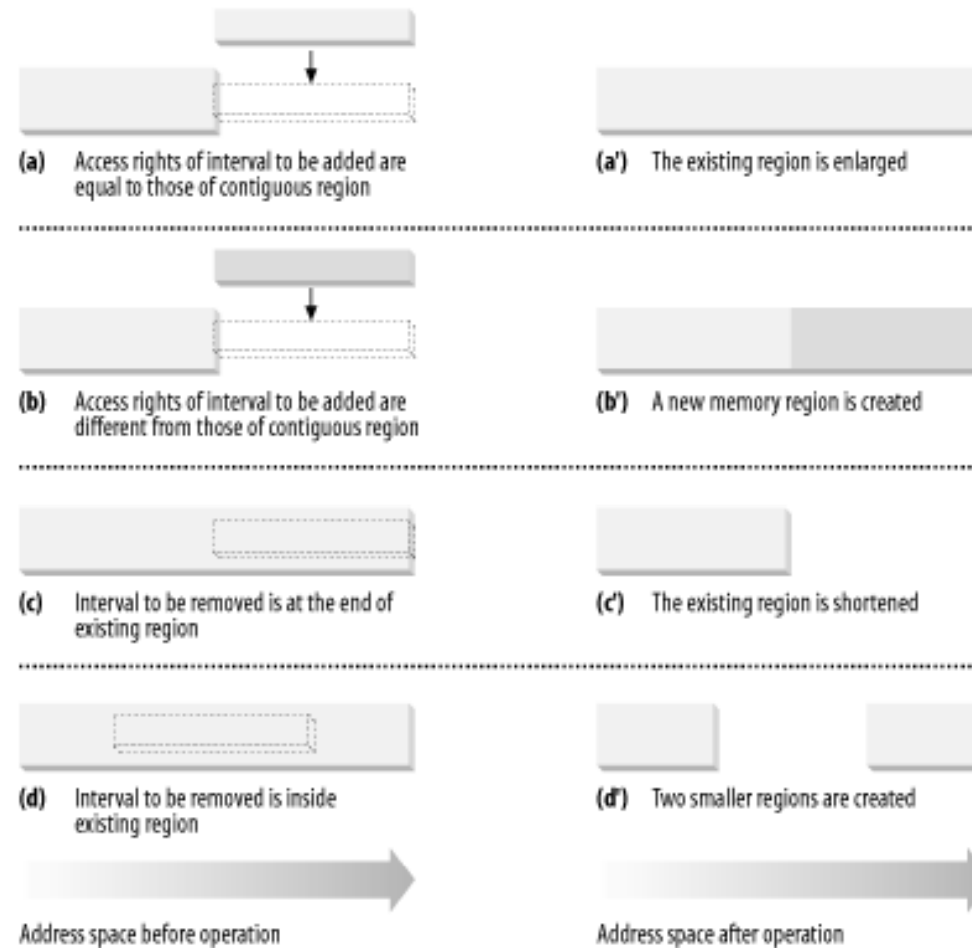 (a) Access rights of interval to be added are
equal to those of contiguous region
(a') The existing region is enlarged
(b) Access rights of interval to be added are
different from those of contiguous region
(b') A new memory region is created
(c) Interval to be removed is at the end of
existing region
(c') The existing region is shortened
(d) Interval to be removed is inside
existing region
(d') Two smaller regions are created
Address space before operation
Address space after operation